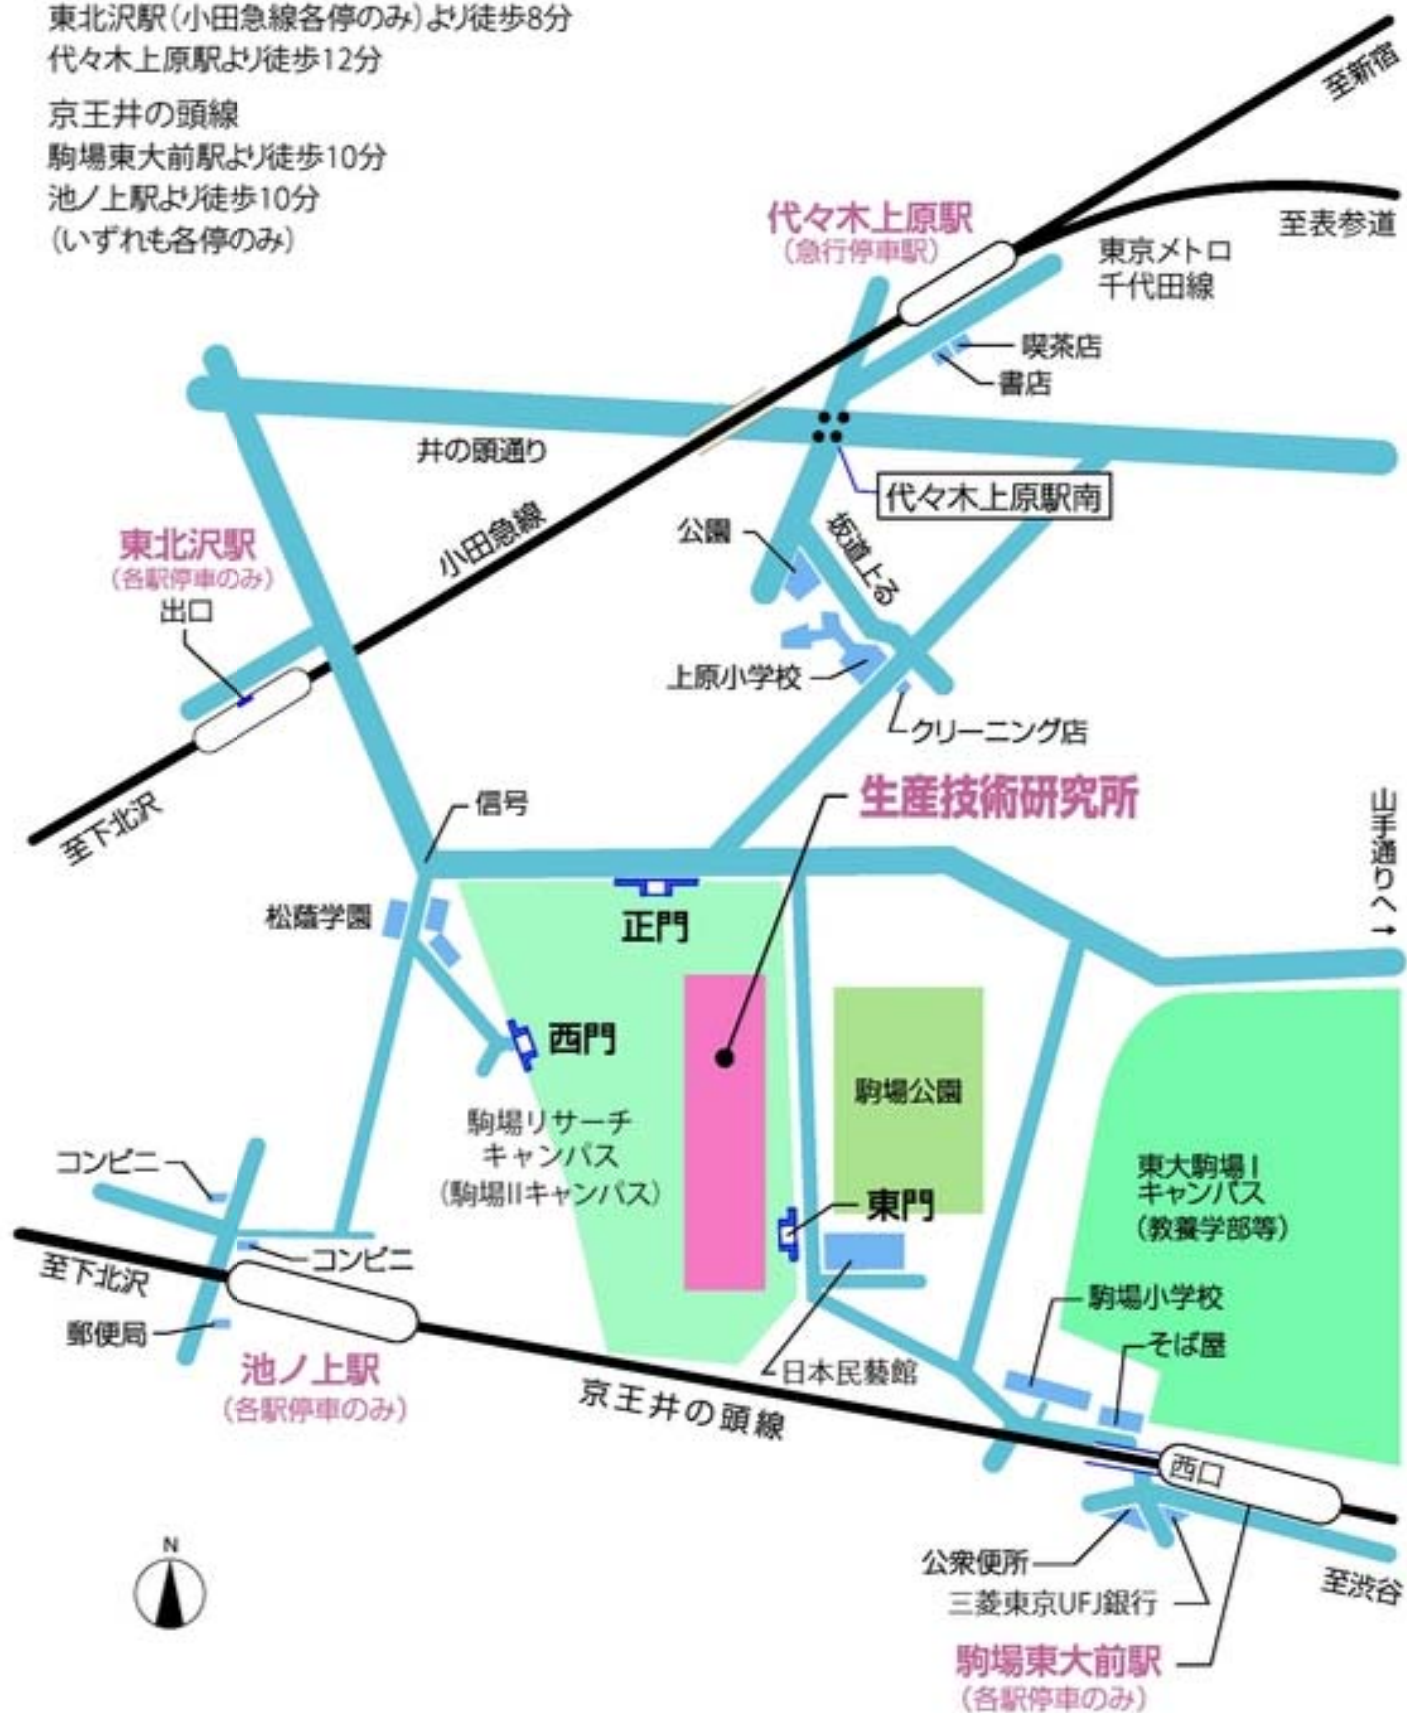 東北沢駅(小田急線各停のみ)より徒歩8分
代々木上原駅より徒歩12分
京王井の頭線
駒場東大前駅より徒歩10分
池ノ上駅より徒歩10分
(いずれも各停のみ)
至新宿
代々木上原駅
(急行停車駅)
至表参道
東京メトロ
千代田線
喫茶店
書店
井の頭通り
代々木上原駅南
小田急線
公園
坂道上る
東北沢駅
(各駅停車のみ)
出口
上原小学校
クリーニング店
至下北沢
信号
生産技術研究所
山手通りへ→
松蔭学園
正門
西門
駒場公園
駒場リサーチ
キャンパス
(駒場IIキャンパス)
コンビニ
東大駒場I
キャンパス
(教養学部等)
東門
コンビニ
至下北沢
駒場小学校
郵便局
そば屋
池ノ上駅
(各駅停車のみ)
日本民藝館
京王井の頭線
西口
N
公衆便所
三菱東京UFJ銀行
至渋谷
駒場東大前駅
(各駅停車のみ)